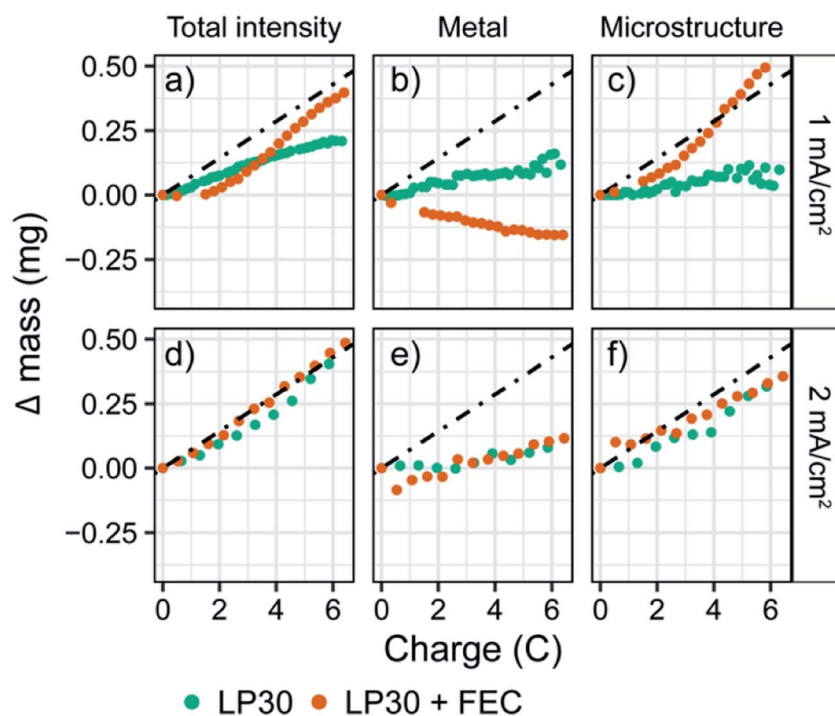 Total intensity Metal Microstructure
a) b) c)
0.50
0.25
0.00
−0.25
1 mA/cm²
d) e) f)
0.50
0.25
0.00
−0.25
2 mA/cm²
Δ mass (mg)
0 2 4 6 0 2 4 6 0 2 4 6
Charge (C)
LP30 LP30 + FEC